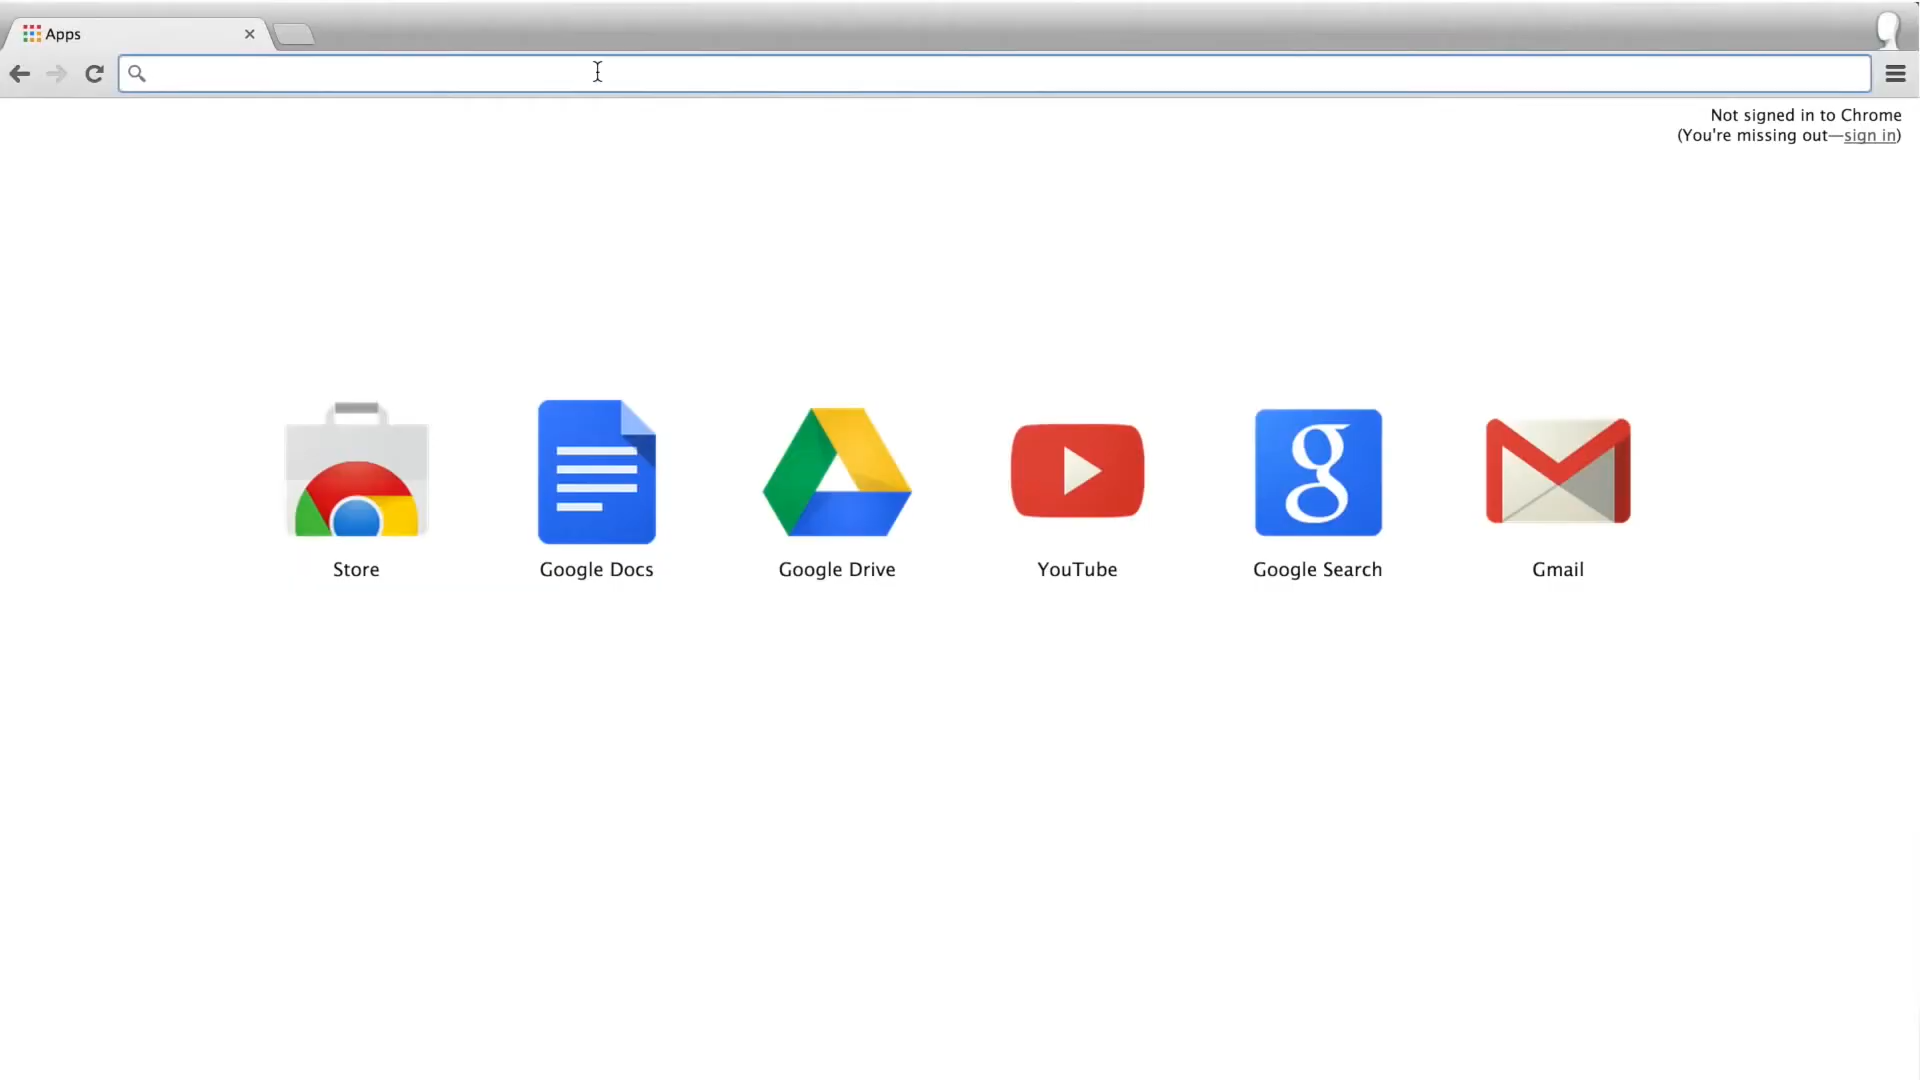 Apps
Not signed in to Chrome
(You're missing out—sign in)
Store
Google Docs
Google Drive
YouTube
Google Search
Gmail